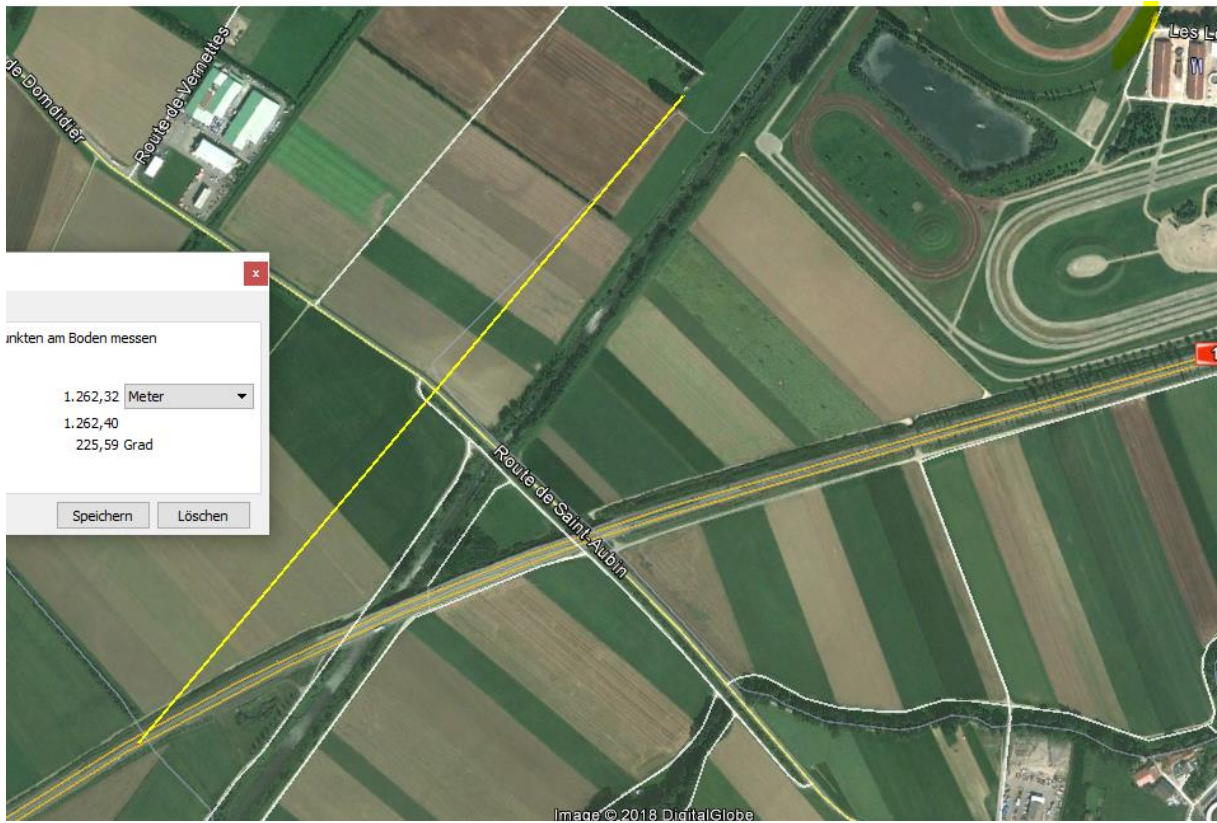 Les L
Route de Vernettes
de Domdidier
unkten am Boden messen
1.262,32 Meter
1.262,40
225,59 Grad
Speichern Löschen
Route de Saint-Aubin
Image © 2018 DigitalGlobe